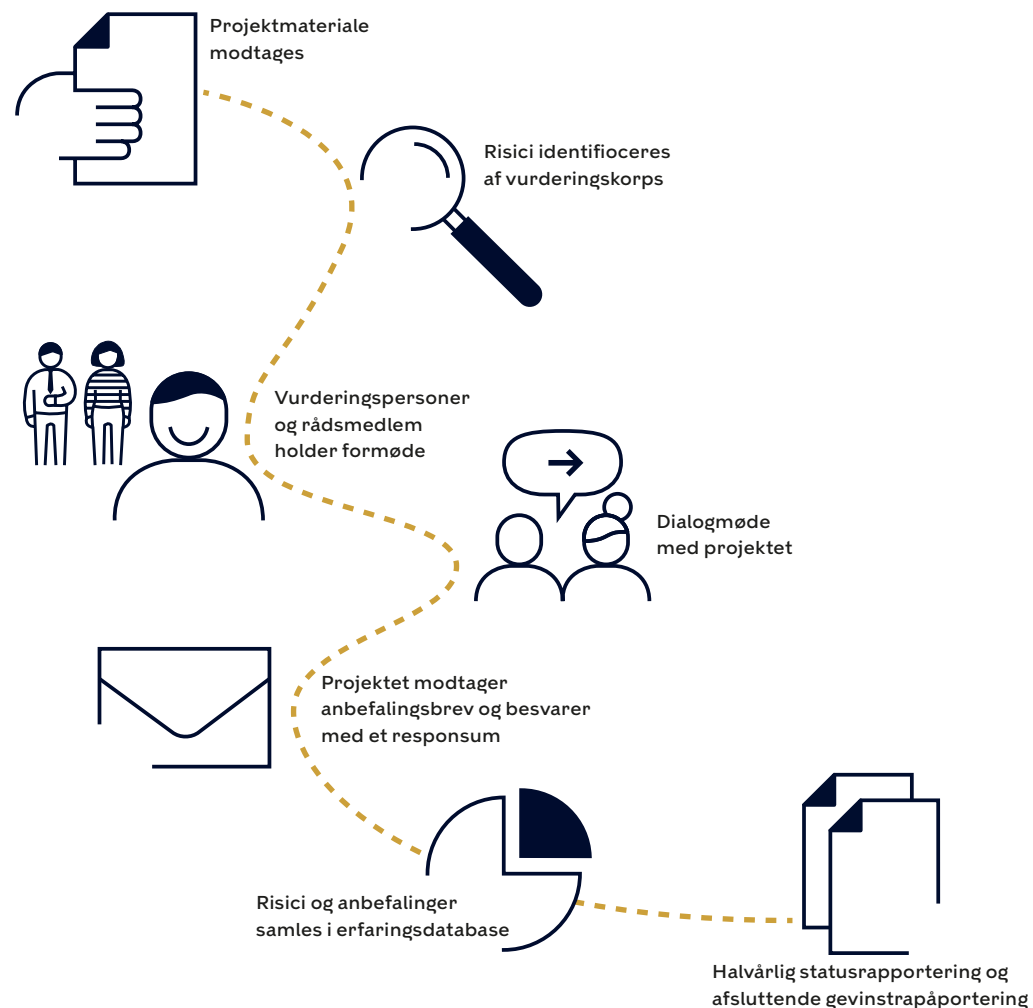 Projektmateriale
modtages
Risici identifioceres
af vurderingskorps
Vurderingspersoner
og rådsmedlem
holder formøde
Dialogmøde
med projektet
Projektet modtager
anbefalingsbrev og besvarer
med et responsum
Risici og anbefalinger
samles i erfaringsdatabase
Halvårlig statusrapportering og
afsluttende gevinstrapåportering